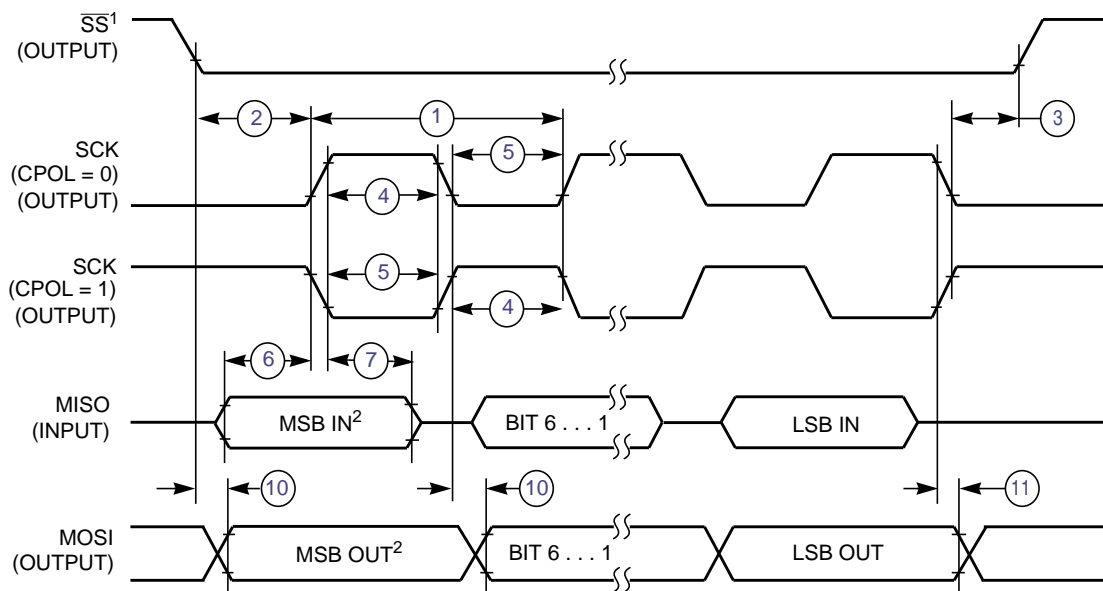 SS¹
(OUTPUT)
2
1
3
SCK
(CPOL = 0)
(OUTPUT)
5
4
SCK
(CPOL = 1)
(OUTPUT)
5
4
6
7
MISO
(INPUT)
MSB IN²
BIT 6 . . . 1
LSB IN
10
10
11
MOSI
(OUTPUT)
MSB OUT²
BIT 6 . . . 1
LSB OUT